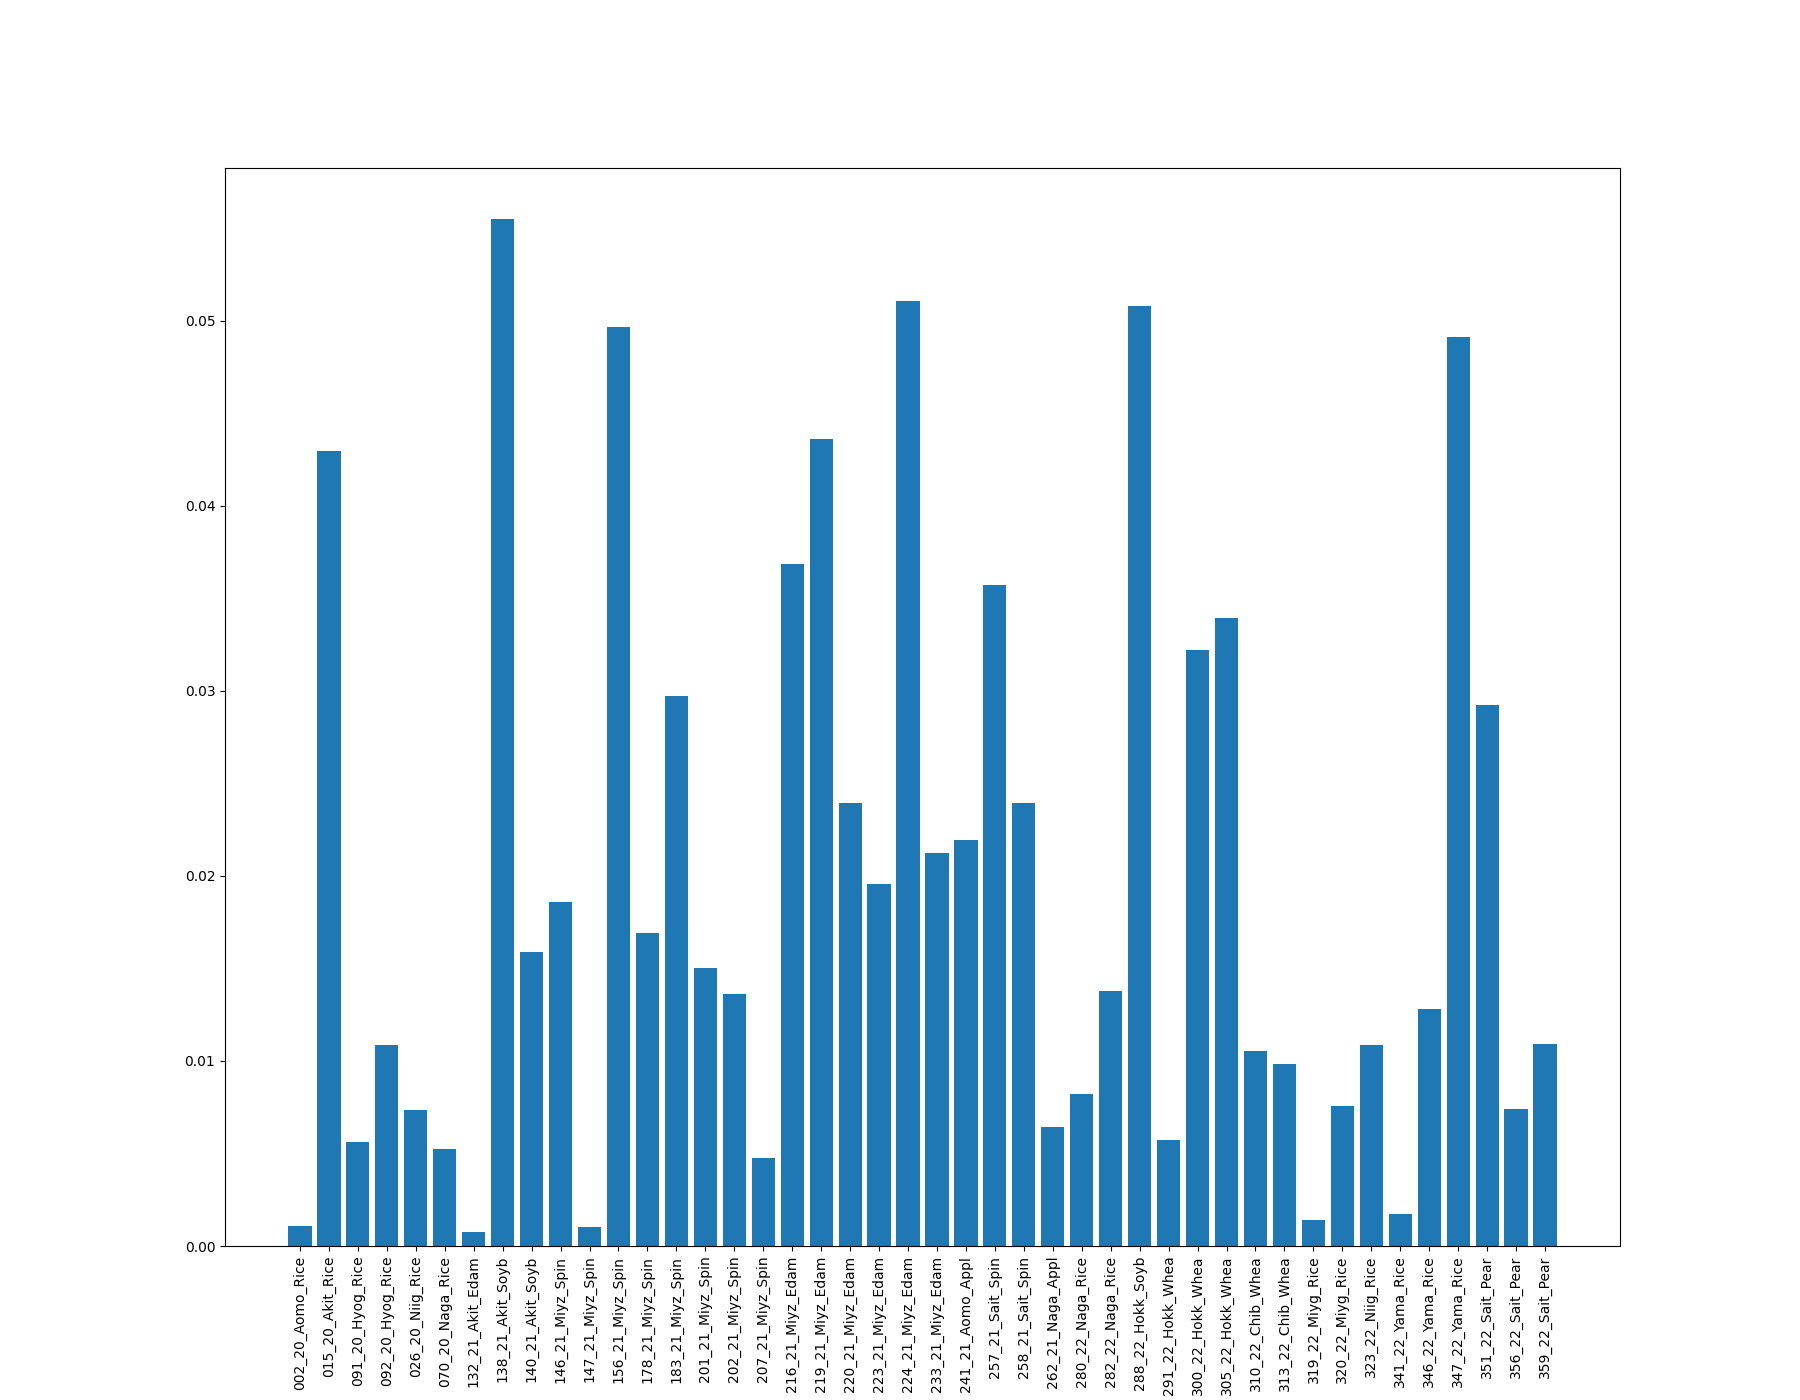 0.05
0.04
0.03
0.02
0.01
0.00
002_20_Aomo_Rice
015_20_Akit_Rice
091_20_Hyog_Rice
092_20_Hyog_Rice
026_20_Niig_Rice
070_20_Naga_Rice
132_21_Akit_Edam
138_21_Akit_Soyb
140_21_Akit_Soyb
146_21_Miyz_Spin
147_21_Miyz_Spin
156_21_Miyz_Spin
178_21_Miyz_Spin
183_21_Miyz_Spin
201_21_Miyz_Spin
202_21_Miyz_Spin
207_21_Miyz_Spin
216_21_Miyz_Edam
219_21_Miyz_Edam
220_21_Miyz_Edam
223_21_Miyz_Edam
224_21_Miyz_Edam
233_21_Miyz_Edam
241_21_Aomo_Appl
257_21_Sait_Spin
258_21_Sait_Spin
262_21_Naga_Appl
280_22_Naga_Rice
282_22_Naga_Rice
288_22_Hokk_Soyb
291_22_Hokk_Whea
300_22_Hokk_Whea
305_22_Hokk_Whea
310_22_Chib_Whea
313_22_Chib_Whea
319_22_Miyg_Rice
320_22_Miyg_Rice
323_22_Niig_Rice
341_22_Yama_Rice
346_22_Yama_Rice
347_22_Yama_Rice
351_22_Sait_Pear
356_22_Sait_Pear
359_22_Sait_Pear